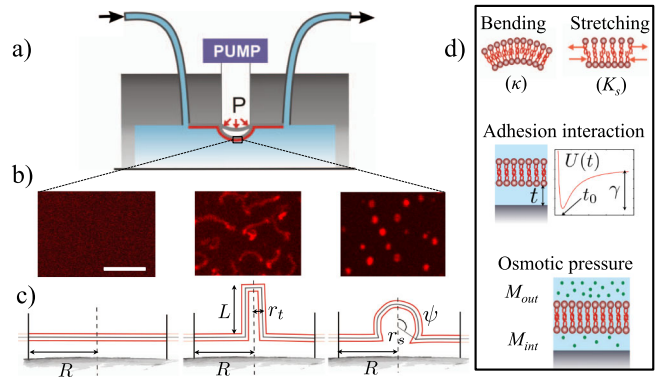 a)
PUMP
P
b)
c)
L
r_t
ψ
r_s
R
R
R
d)
Bending
Stretching
(κ)
(K_s)
Adhesion interaction
U(t)
t
t_0
γ
Osmotic pressure
M_out
M_int